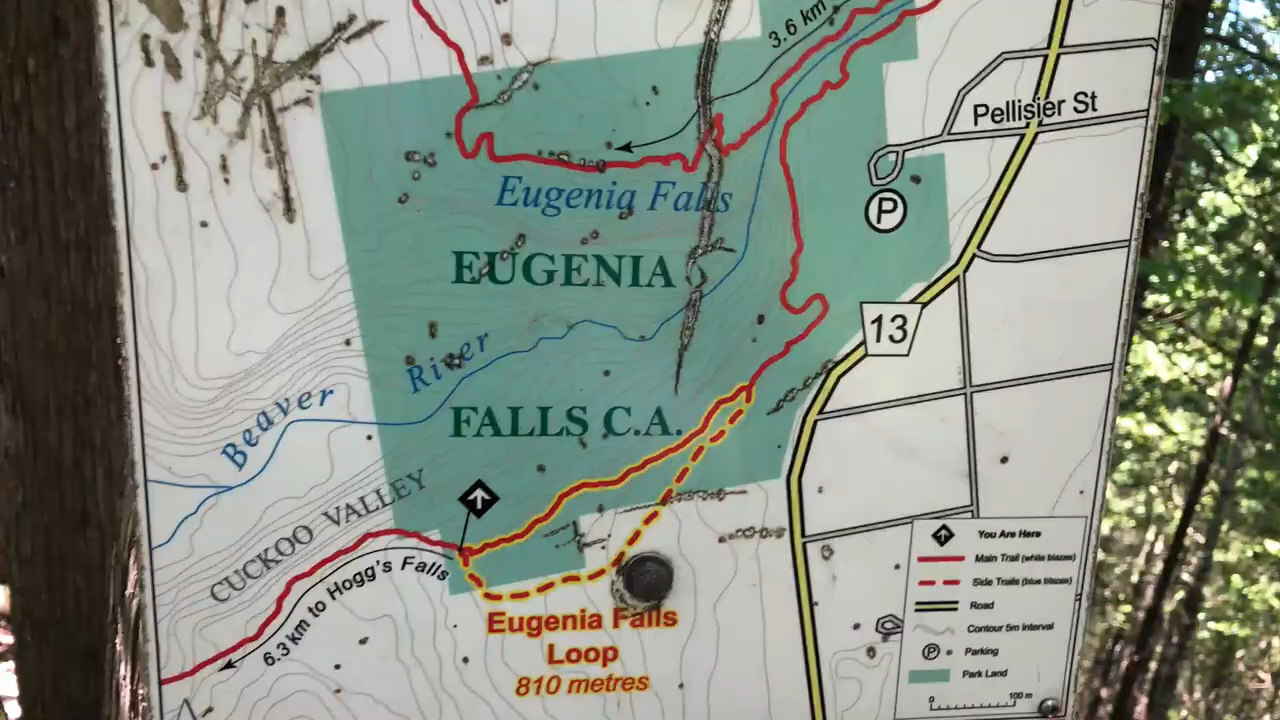 3.6 km
Pellisier St
Eugenia Falls
P
EUGENIA
13
Beaver River
FALLS C.A.
CUCKOO VALLEY
6.3 km to Hogg's Falls
Eugenia Falls
Loop
810 metres
You Are Here
Main Trail (white blazes)
Side Trails (blue blazes)
Road
Contour 5m interval
P Parking
Park Land
0 100 m